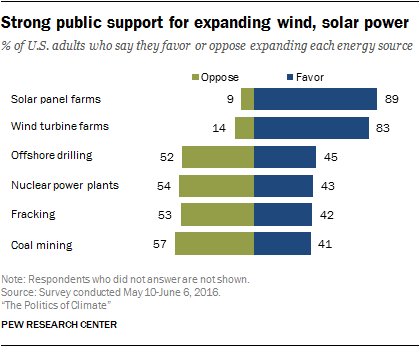 Strong public support for expanding wind, solar power
% of U.S. adults who say they favor or oppose expanding each energy source
Oppose Favor
Solar panel farms 9 89
Wind turbine farms 14 83
Offshore drilling 52 45
Nuclear power plants 54 43
Fracking 53 42
Coal mining 57 41
Note: Respondents who did not answer are not shown.
Source: Survey conducted May 10-June 6, 2016.
“The Politics of Climate”
PEW RESEARCH CENTER